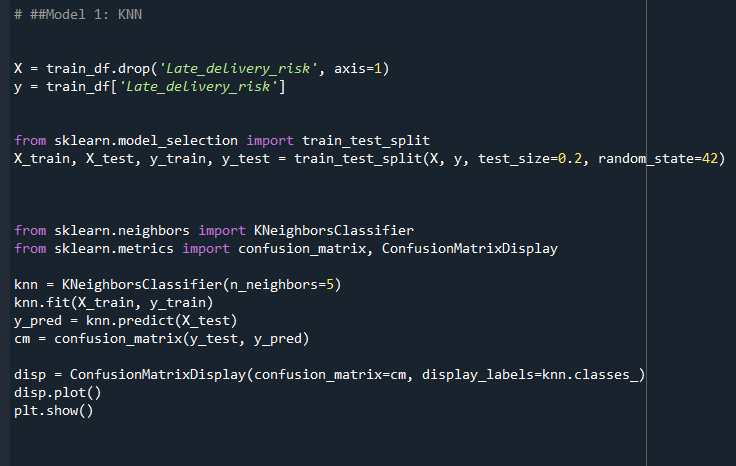 # ##Model 1: KNN
X = train_df.drop('Late_delivery_risk', axis=1)
y = train_df['Late_delivery_risk']
from sklearn.model_selection import train_test_split
X_train, X_test, y_train, y_test = train_test_split(X, y, test_size=0.2, random_state=42)
from sklearn.neighbors import KNeighborsClassifier
from sklearn.metrics import confusion_matrix, ConfusionMatrixDisplay
knn = KNeighborsClassifier(n_neighbors=5)
knn.fit(X_train, y_train)
y_pred = knn.predict(X_test)
cm = confusion_matrix(y_test, y_pred)
disp = ConfusionMatrixDisplay(confusion_matrix=cm, display_labels=knn.classes_)
disp.plot()
plt.show()